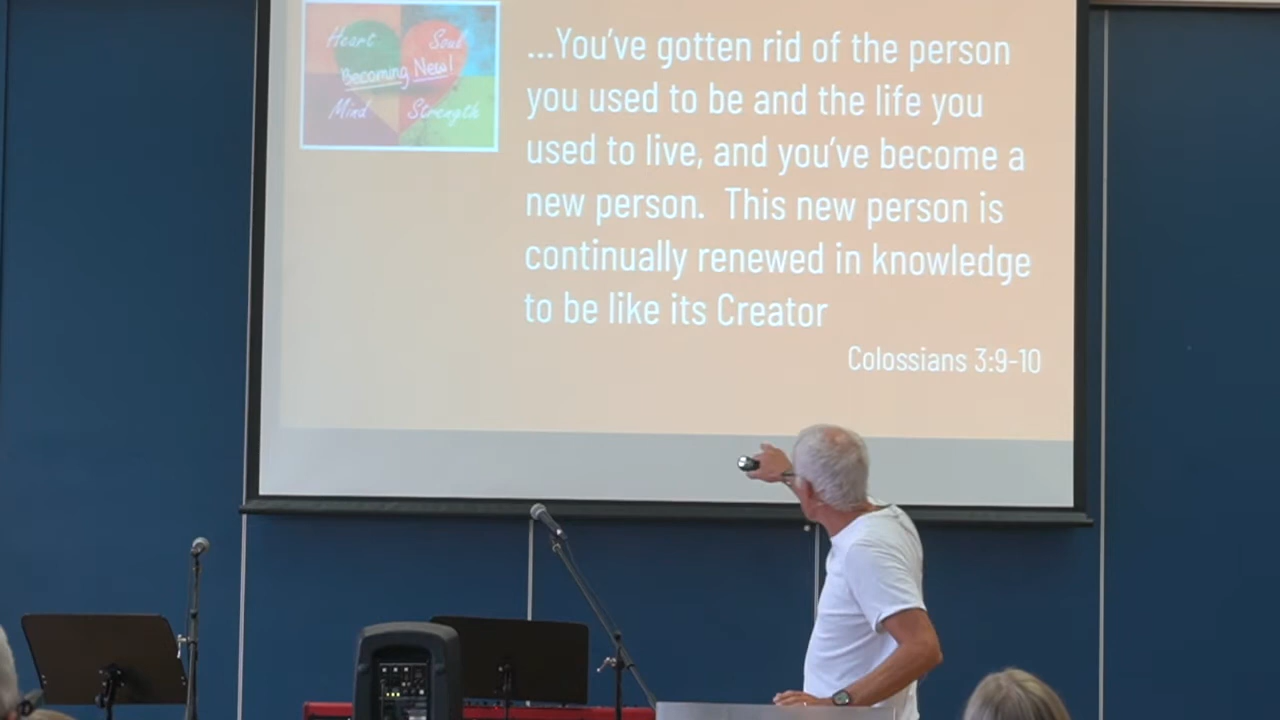 Heart Soul
Becoming New!
Mind Strength
...You've gotten rid of the person
you used to be and the life you
used to live, and you've become a
new person.  This new person is
continually renewed in knowledge
to be like its Creator
Colossians 3:9-10